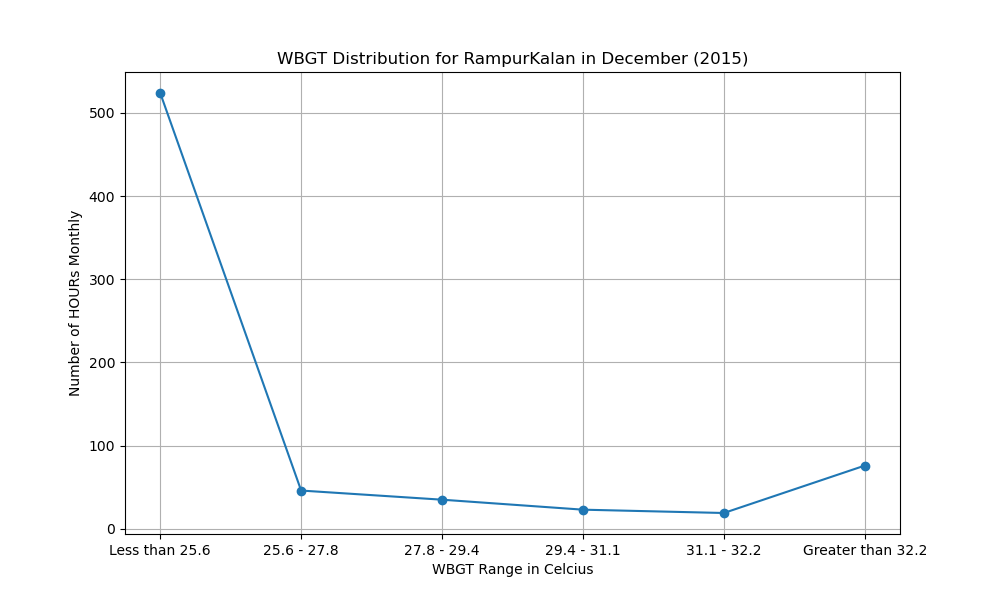 WBGT Distribution for RampurKalan in December (2015)
Number of HOURs Monthly
500
400
300
200
100
0
Less than 25.6 25.6 - 27.8 27.8 - 29.4 29.4 - 31.1 31.1 - 32.2 Greater than 32.2
WBGT Range in Celcius